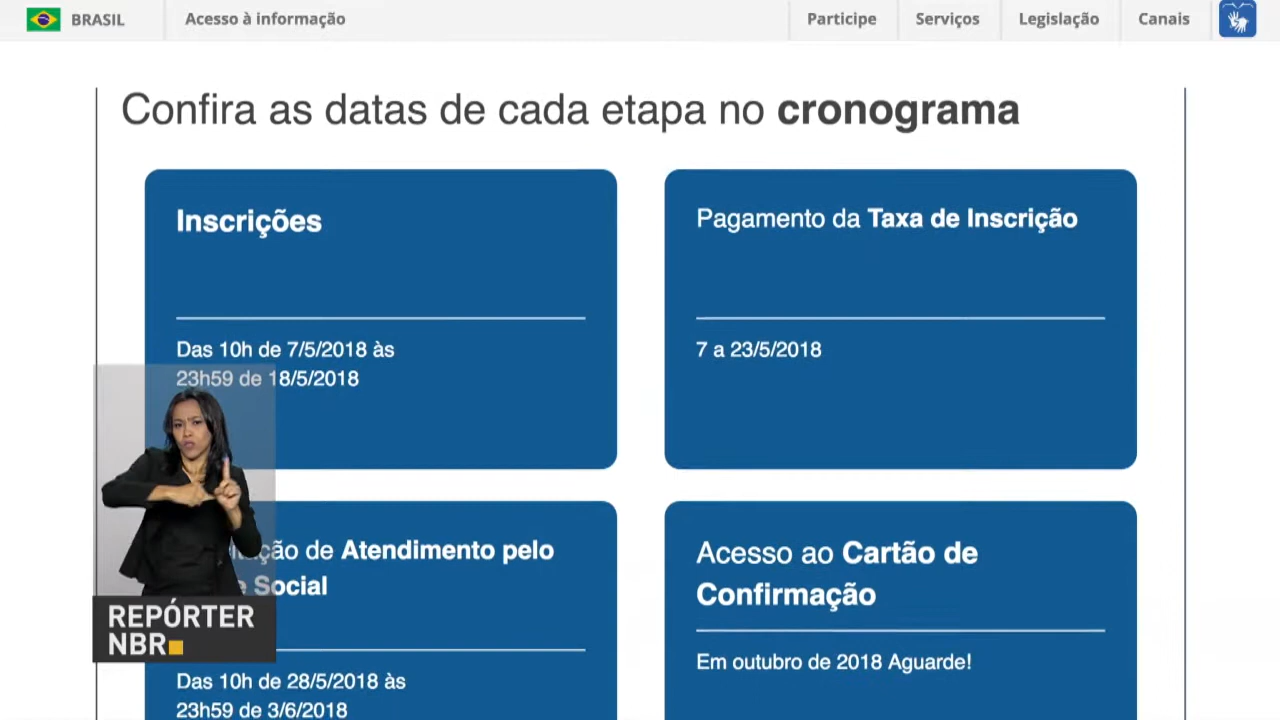 BRASIL
Acesso à informação
Participe
Serviços
Legislação
Canais
Confira as datas de cada etapa no cronograma
Inscrições
Das 10h de 7/5/2018 às
23h59 de 18/5/2018
Pagamento da Taxa de Inscrição
7 a 23/5/2018
de Atendimento pelo
Social
Das 10h de 28/5/2018 às
23h59 de 3/6/2018
Acesso ao Cartão de
Confirmação
Em outubro de 2018 Aguarde!
REPÓRTER
NBR